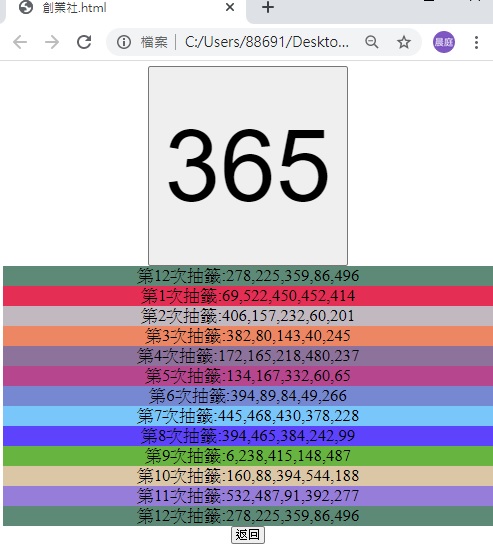 創業社.html
檔案
C:/Users/88691/Deskto...
晨庭
365
第12次抽籤:278,225,359,86,496
第1次抽籤:69,522,450,452,414
第2次抽籤:406,157,232,60,201
第3次抽籤:382,80,143,40,245
第4次抽籤:172,165,218,480,237
第5次抽籤:134,167,332,60,65
第6次抽籤:394,89,84,49,266
第7次抽籤:445,468,430,378,228
第8次抽籤:394,465,384,242,99
第9次抽籤:6,238,415,148,487
第10次抽籤:160,88,394,544,188
第11次抽籤:532,487,91,392,277
第12次抽籤:278,225,359,86,496
返回